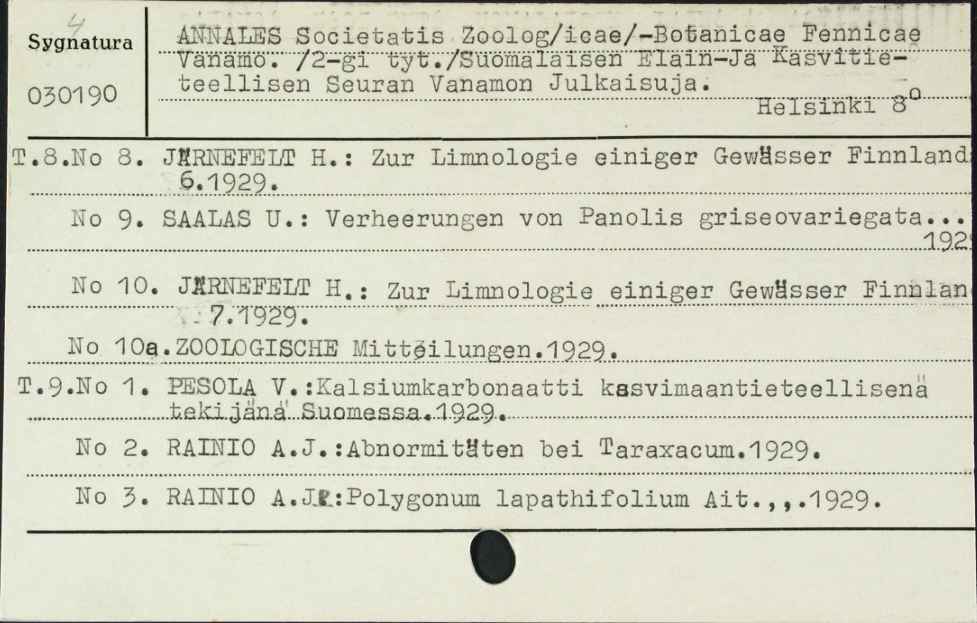 4
Sygnatura
030190
ANNALES Societatis Zoolog/icae/-Botanicae Fennicae
Vanamo. /2-gi tyt./Suomalaisen Eläin-Ja Kasvitie-
teellisen Seuran Vanamon Julkaisuja.
Helsinki 8°
T.8.No 8. JÄRNEFELT H.: Zur Limnologie einiger Gewässer Finnland
6.1929.
No 9. SAALAS U.: Verheerungen von Panolis griseovariegata...
192
No 10. JÄRNEFELT H.: Zur Limnologie einiger Gewässer Finnlan
7.1929.
No 10a.ZOOLOGISCHE Mitteilungen.1929.
T.9.No 1. PESOLA V.:Kalsiumkarbonaatti kasvimaantieteellisenä
tekijänä Suomessa.1929.
No 2. RAINIO A.J.:Abnormitäten bei Taraxacum.1929.
No 3. RAINIO A.J.:Polygonum lapathifolium Ait.,,.1929.